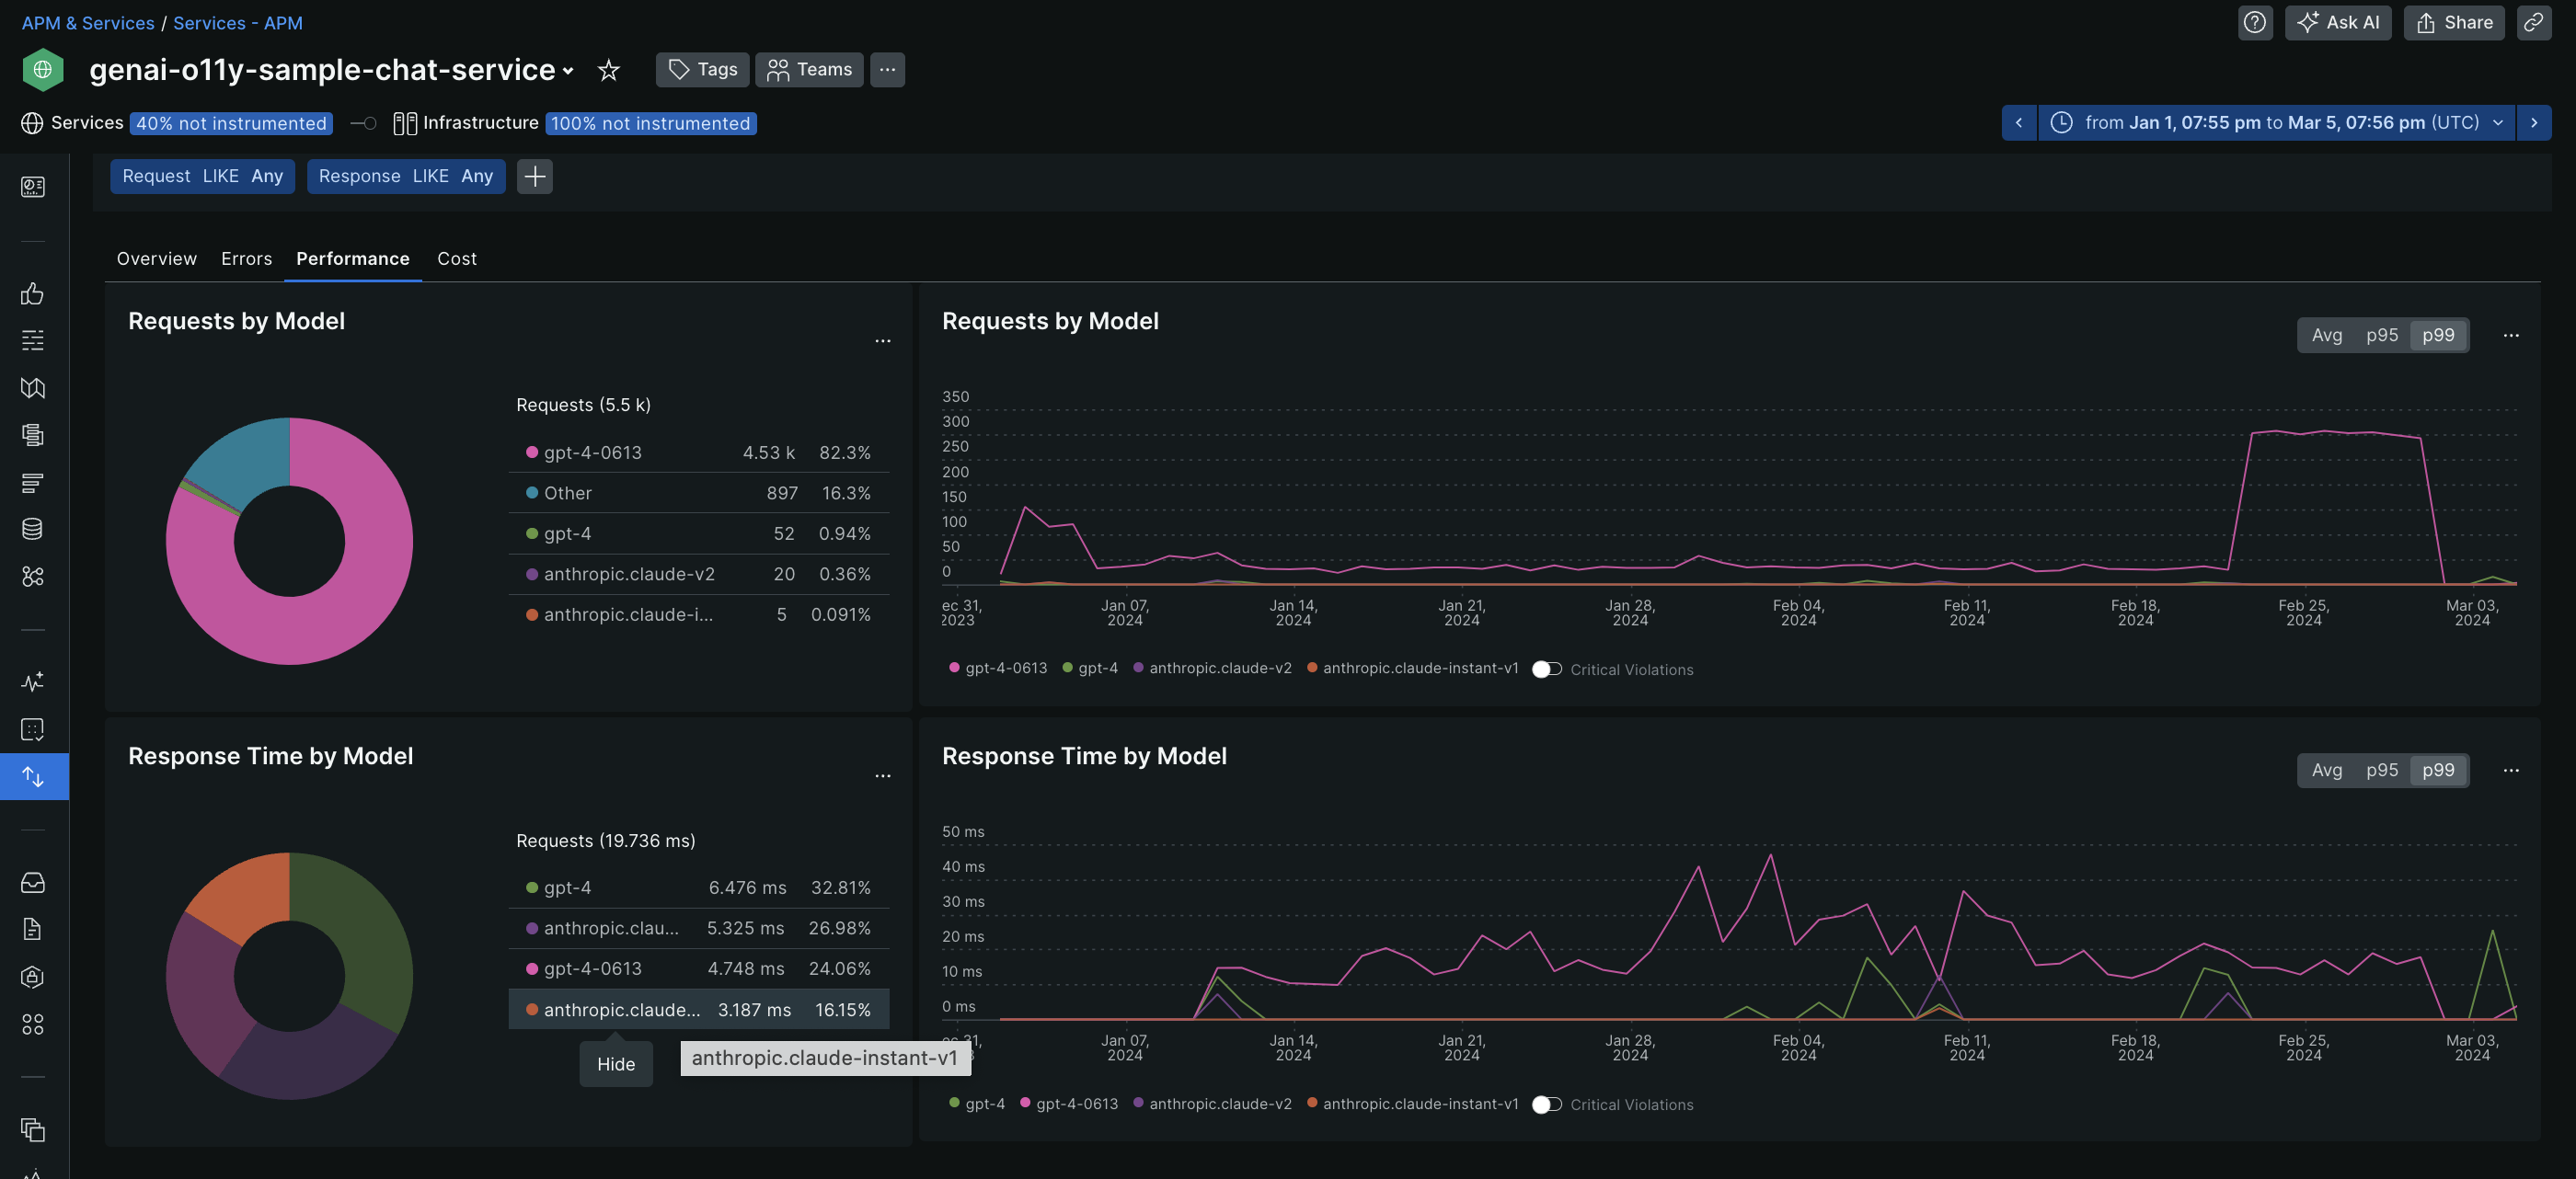 APM & Services / Services - APM
Ask AI
Share
genai-o11y-sample-chat-service
Tags
Teams
Services 40% not instrumented
Infrastructure 100% not instrumented
from Jan 1, 07:55 pm to Mar 5, 07:56 pm (UTC)
Request LIKE Any
Response LIKE Any
Overview
Errors
Performance
Cost
Requests by Model
Requests (5.5 k)
gpt-4-0613 4.53 k 82.3%
Other 897 16.3%
gpt-4 52 0.94%
anthropic.claude-v2 20 0.36%
anthropic.claude-i... 5 0.091%
Requests by Model
Avg p95 p99
350
300
250
200
150
100
50
0
ec 31, 2023
Jan 07, 2024
Jan 14, 2024
Jan 21, 2024
Jan 28, 2024
Feb 04, 2024
Feb 11, 2024
Feb 18, 2024
Feb 25, 2024
Mar 03, 2024
gpt-4-0613 gpt-4 anthropic.claude-v2 anthropic.claude-instant-v1 Critical Violations
Response Time by Model
Requests (19.736 ms)
gpt-4 6.476 ms 32.81%
anthropic.clau... 5.325 ms 26.98%
gpt-4-0613 4.748 ms 24.06%
anthropic.claude... 3.187 ms 16.15%
Hide
anthropic.claude-instant-v1
Response Time by Model
Avg p95 p99
50 ms
40 ms
30 ms
20 ms
10 ms
0 ms
31,
Jan 07, 2024
Jan 14, 2024
Jan 21, 2024
Jan 28, 2024
Feb 04, 2024
Feb 11, 2024
Feb 18, 2024
Feb 25, 2024
Mar 03, 2024
gpt-4 gpt-4-0613 anthropic.claude-v2 anthropic.claude-instant-v1 Critical Violations